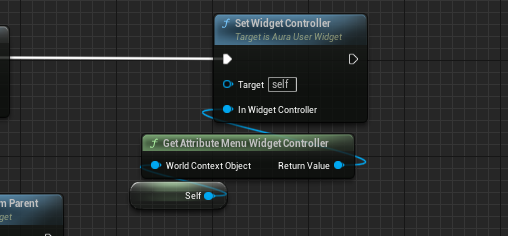 f Set Widget Controller
Target is Aura User Widget
Target self
In Widget Controller
f Get Attribute Menu Widget Controller
World Context Object Return Value
Self
m Parent
get